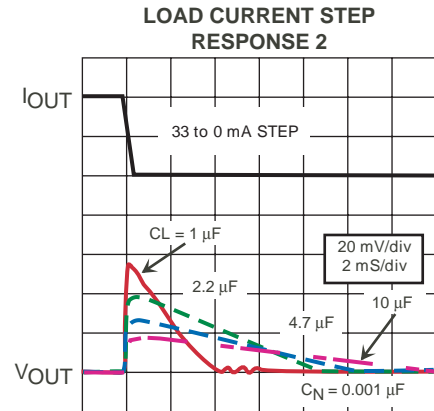 LOAD CURRENT STEP
RESPONSE 2
IOUT
33 to 0 mA STEP
CL = 1 µF
20 mV/div
2 mS/div
2.2 µF
10 µF
4.7 µF
VOUT
CN = 0.001 µF